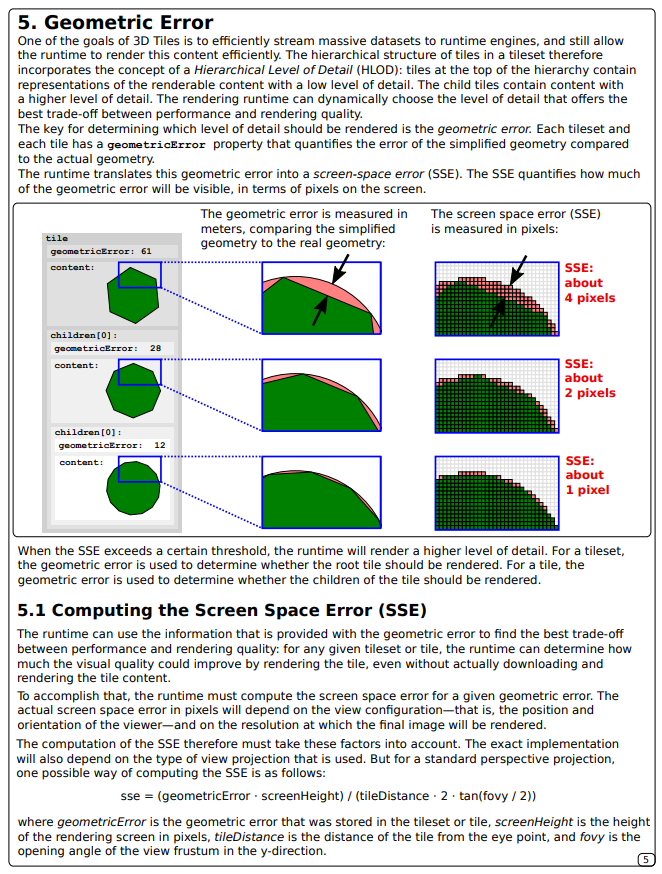 5. Geometric Error
One of the goals of 3D Tiles is to efficiently stream massive datasets to runtime engines, and still allow
the runtime to render this content efficiently. The hierarchical structure of tiles in a tileset therefore
incorporates the concept of a Hierarchical Level of Detail (HLOD): tiles at the top of the hierarchy contain
representations of the renderable content with a low level of detail. The child tiles contain content with
a higher level of detail. The rendering runtime can dynamically choose the level of detail that offers the
best trade-off between performance and rendering quality.
The key for determining which level of detail should be rendered is the geometric error. Each tileset and
each tile has a geometricError property that quantifies the error of the simplified geometry compared
to the actual geometry.
The runtime translates this geometric error into a screen-space error (SSE). The SSE quantifies how much
of the geometric error will be visible, in terms of pixels on the screen.
The geometric error is measured in
meters, comparing the simplified
geometry to the real geometry:
The screen space error (SSE)
is measured in pixels:
tile
geometricError: 61
content:
SSE:
about
4 pixels
children[0]:
geometricError: 28
content:
SSE:
about
2 pixels
children[0]:
geometricError: 12
content:
SSE:
about
1 pixel
When the SSE exceeds a certain threshold, the runtime will render a higher level of detail. For a tileset,
the geometric error is used to determine whether the root tile should be rendered. For a tile, the
geometric error is used to determine whether the children of the tile should be rendered.
5.1 Computing the Screen Space Error (SSE)
The runtime can use the information that is provided with the geometric error to find the best trade-off
between performance and rendering quality: for any given tileset or tile, the runtime can determine how
much the visual quality could improve by rendering the tile, even without actually downloading and
rendering the tile content.
To accomplish that, the runtime must compute the screen space error for a given geometric error. The
actual screen space error in pixels will depend on the view configuration—that is, the position and
orientation of the viewer—and on the resolution at which the final image will be rendered.
The computation of the SSE therefore must take these factors into account. The exact implementation
will also depend on the type of view projection that is used. But for a standard perspective projection,
one possible way of computing the SSE is as follows:
sse = (geometricError · screenHeight) / (tileDistance · 2 · tan(fovy / 2))
where geometricError is the geometric error that was stored in the tileset or tile, screenHeight is the height
of the rendering screen in pixels, tileDistance is the distance of the tile from the eye point, and fovy is the
opening angle of the view frustum in the y-direction.
5